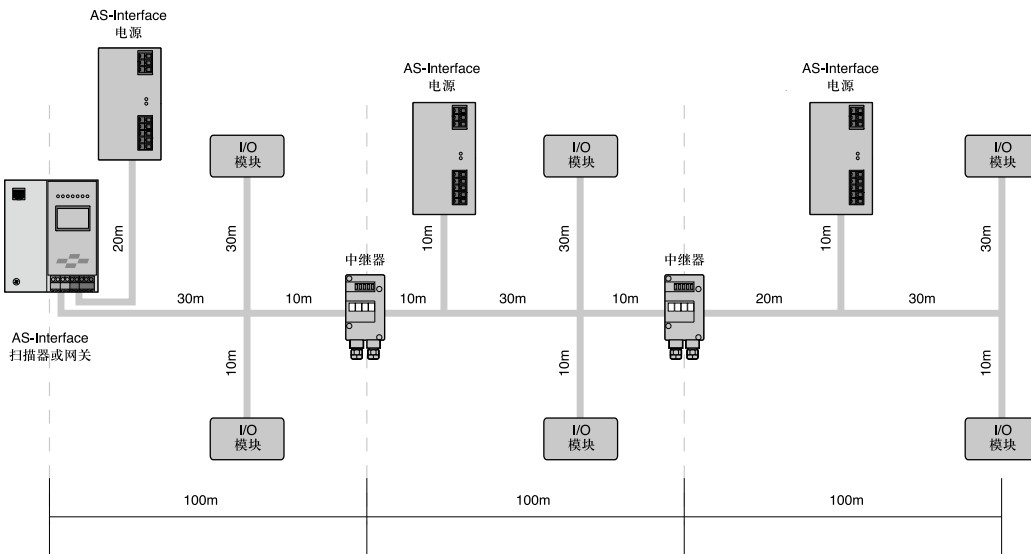 AS-Interface
电源
AS-Interface
电源
AS-Interface
电源
I/O
模块
I/O
模块
I/O
模块
20m
30m
10m
30m
10m
30m
中继器
中继器
30m
10m
10m
30m
10m
20m
30m
AS-Interface
扫描器或网关
10m
10m
10m
I/O
模块
I/O
模块
I/O
模块
100m
100m
100m